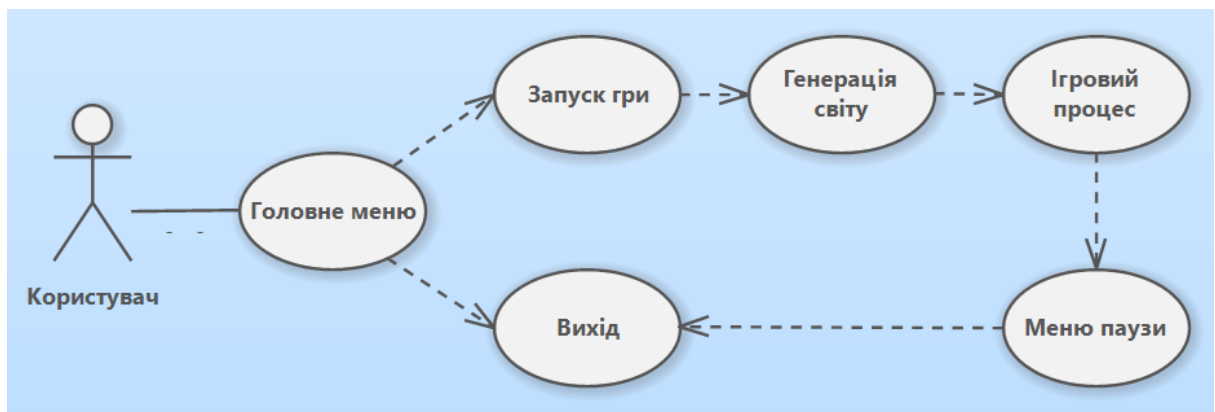 Запуск гри
Генерація
світу
Ігровий
процес
Головне меню
Користувач
Вихід
Меню паузи